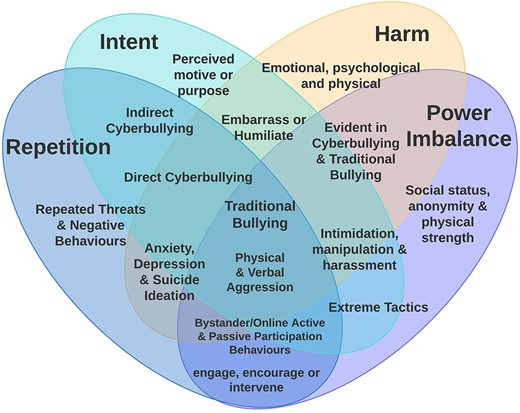 Intent
Harm
Perceived
motive or
purpose
Emotional, psychological
and physical
Indirect
Cyberbullying
Embarrass or
Humiliate
Evident in
Cyberbullying
& Traditional
Bullying
Power
Imbalance
Repetition
Direct Cyberbullying
Social status,
anonymity &
physical
strength
Repeated Threats
& Negative
Behaviours
Traditional
Bullying
Intimidation,
manipulation &
harassment
Anxiety,
Depression
& Suicide
Ideation
Physical
& Verbal
Aggression
Extreme Tactics
Bystander/Online Active
& Passive Participation
Behaviours
engage, encourage or
intervene